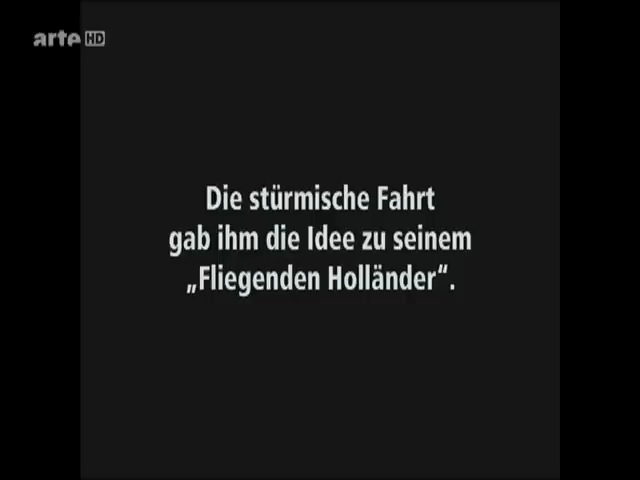 arte HD
Die stürmische Fahrt
gab ihm die Idee zu seinem
„Fliegenden Holländer“.